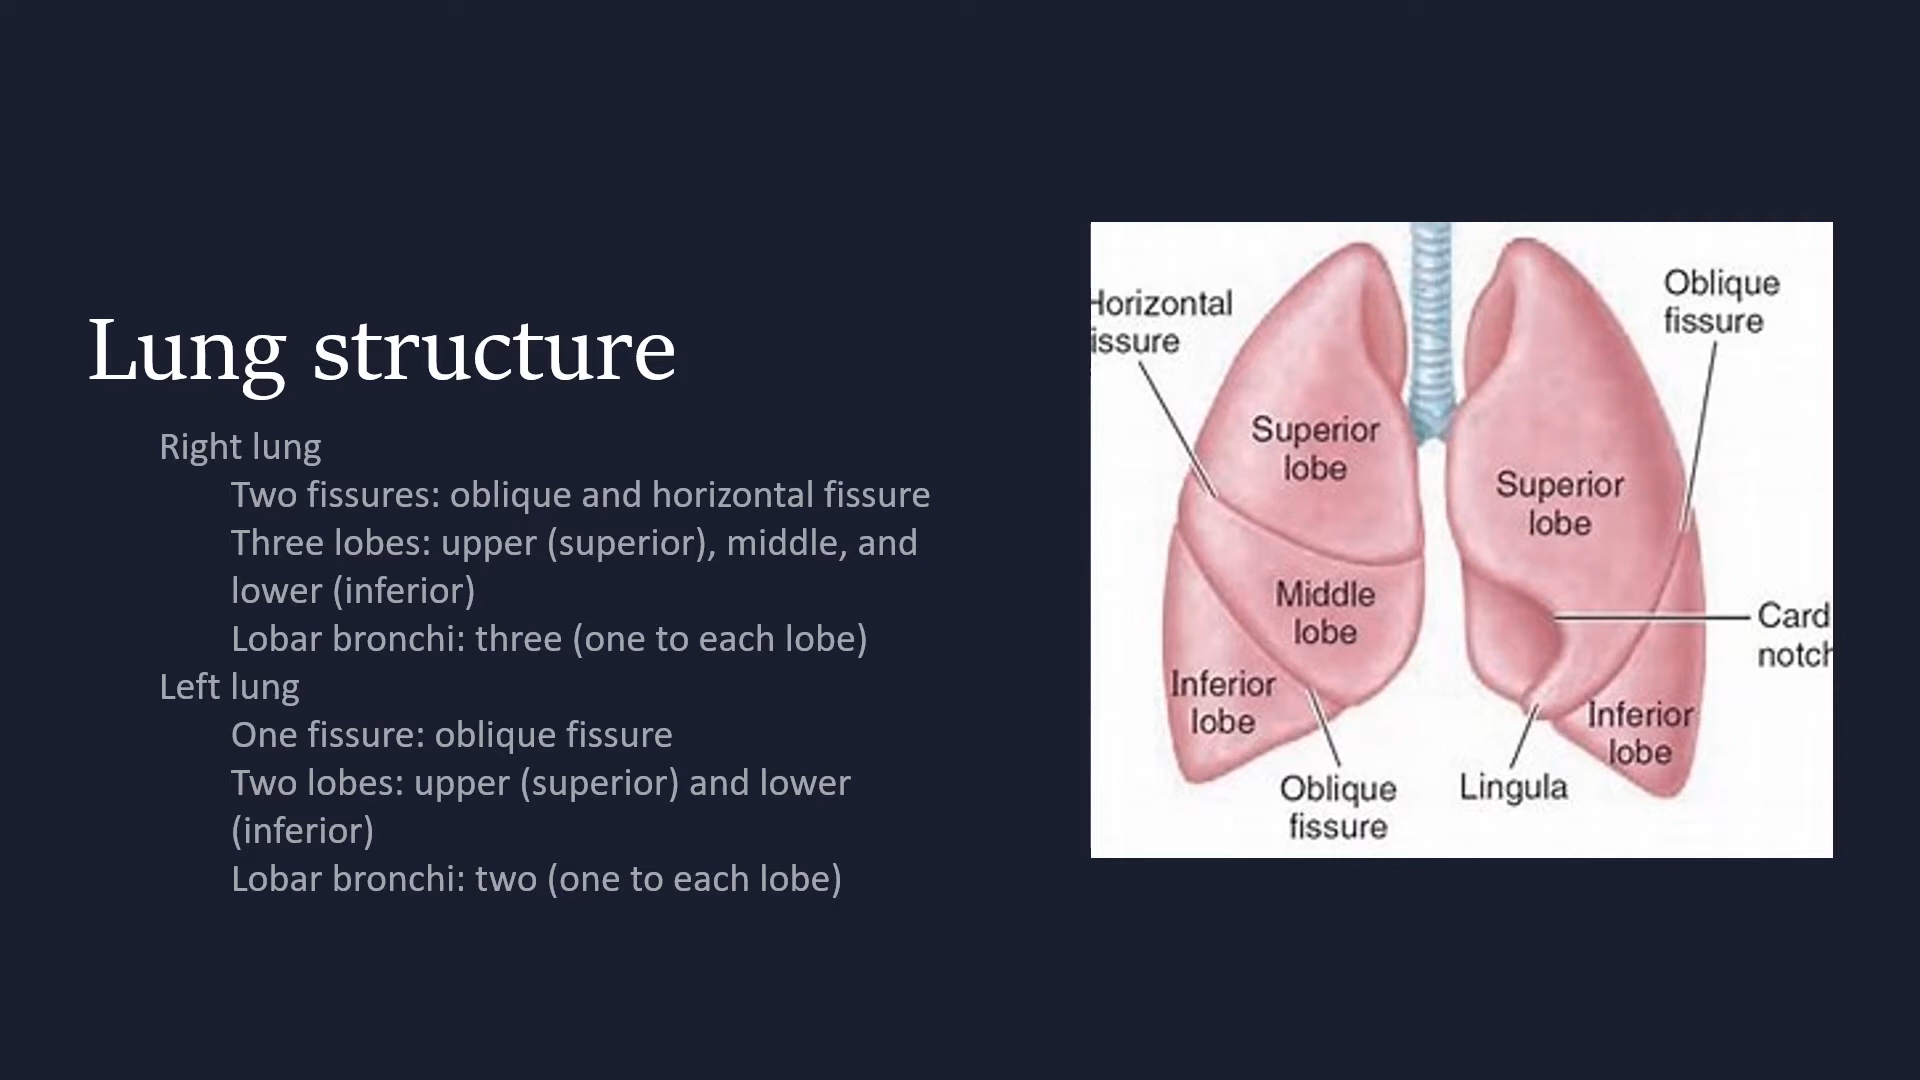 Lung structure
Right lung
Two fissures: oblique and horizontal fissure
Three lobes: upper (superior), middle, and
lower (inferior)
Lobar bronchi: three (one to each lobe)
Left lung
One fissure: oblique fissure
Two lobes: upper (superior) and lower
(inferior)
Lobar bronchi: two (one to each lobe)
Horizontal
issure
Oblique
fissure
Superior
lobe
Superior
lobe
Middle
lobe
Card
notch
Inferior
lobe
Inferior
lobe
Oblique
fissure
Lingula